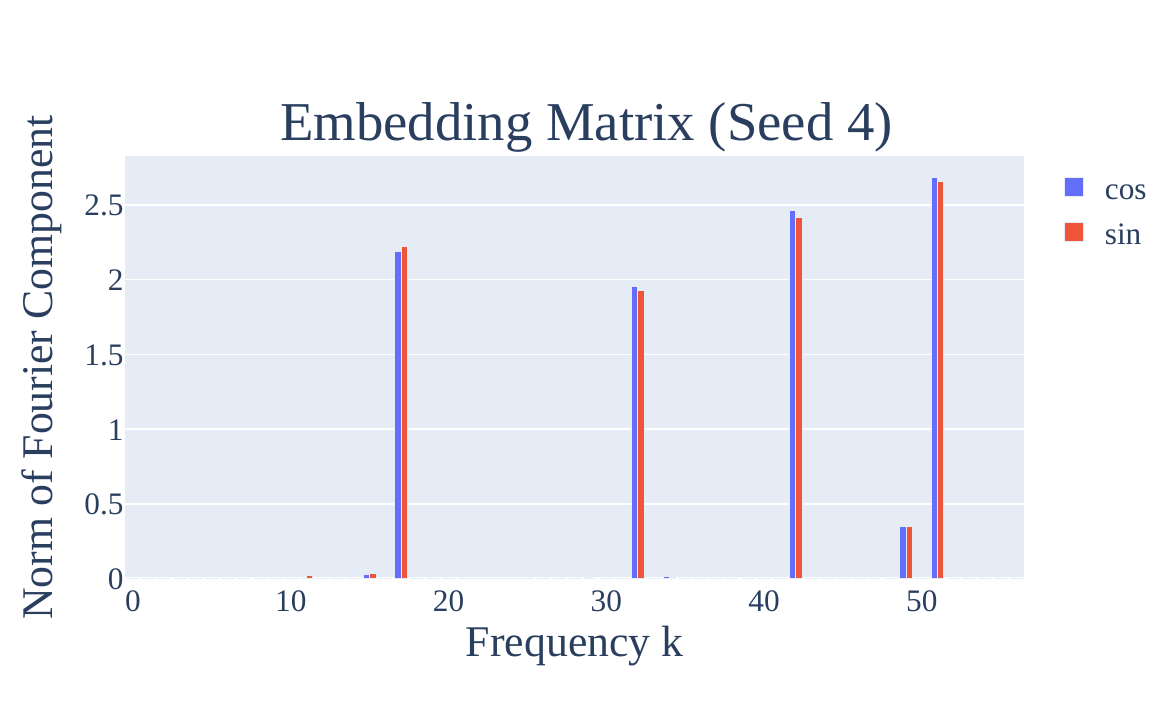 Embedding Matrix (Seed 4)
Norm of Fourier Component
2.5
2
1.5
1
0.5
0
0 10 20 30 40 50
Frequency k
cos
sin